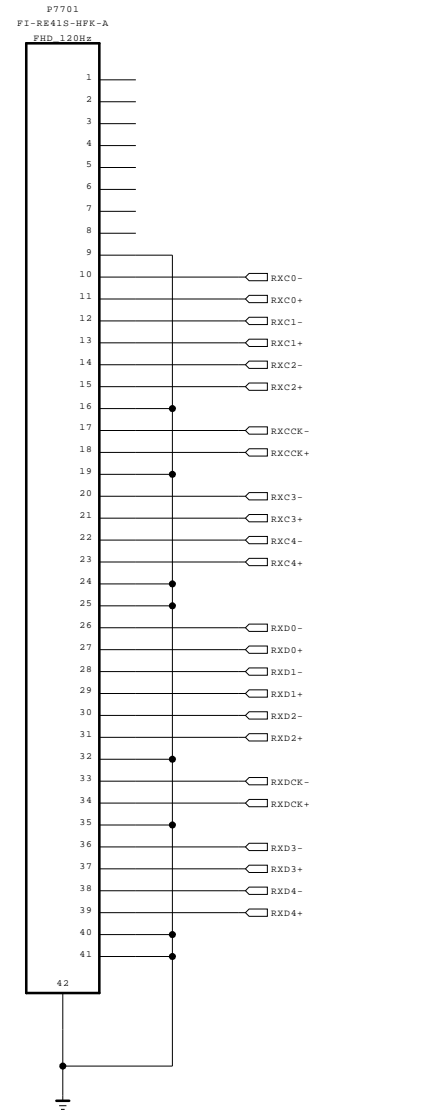 P7701
FI-RE41S-HFK-A
FHD_120Hz
1
2
3
4
5
6
7
8
9
10 RXC0-
11 RXC0+
12 RXC1-
13 RXC1+
14 RXC2-
15 RXC2+
16
17 RXCCK-
18 RXCCK+
19
20 RXC3-
21 RXC3+
22 RXC4-
23 RXC4+
24
25
26 RXD0-
27 RXD0+
28 RXD1-
29 RXD1+
30 RXD2-
31 RXD2+
32
33 RXDCK-
34 RXDCK+
35
36 RXD3-
37 RXD3+
38 RXD4-
39 RXD4+
40
41
42